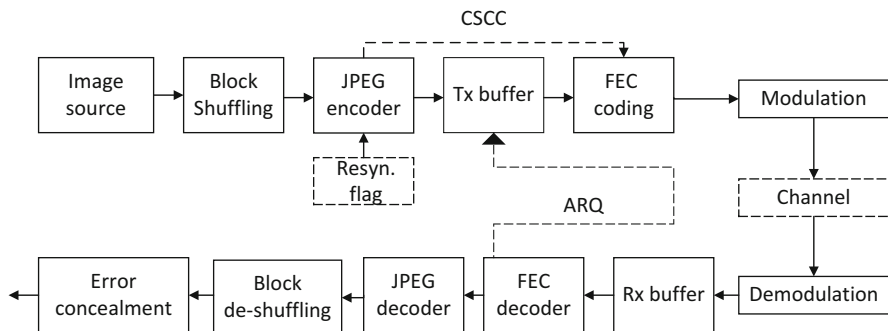 CSCC
Image
source
Block
Shuffling
JPEG
encoder
Tx buffer
FEC
coding
Modulation
Resyn.
flag
Channel
ARQ
Error
concealment
Block
de-shuffling
JPEG
decoder
FEC
decoder
Rx buffer
Demodulation